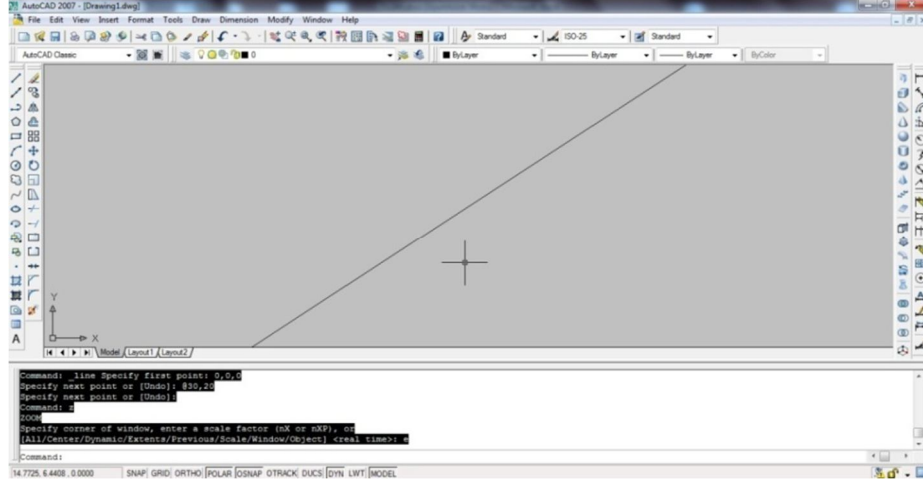 AutoCAD 2007 - [Drawing1.dwg]
File Edit View Insert Format Tools Draw Dimension Modify Window Help
Standard ISO-25 Standard
AutoCAD Classic 0 ByLayer ByLayer ByLayer ByColor
Y
X
A
Model Layout1 Layout2
Command: _line Specify first point: 0,0,0
Specify next point or [Undo]: @30,20
Specify next point or [Undo]:
Command: z
ZOOM
Specify corner of window, enter a scale factor (nX or nXP), or
[All/Center/Dynamic/Extents/Previous/Scale/Window/Object] <real time>: e
Command:
14.7725, 6.4408 , 0.0000 SNAP GRID ORTHO POLAR OSNAP OTRACK DUCS DYN LWT MODEL